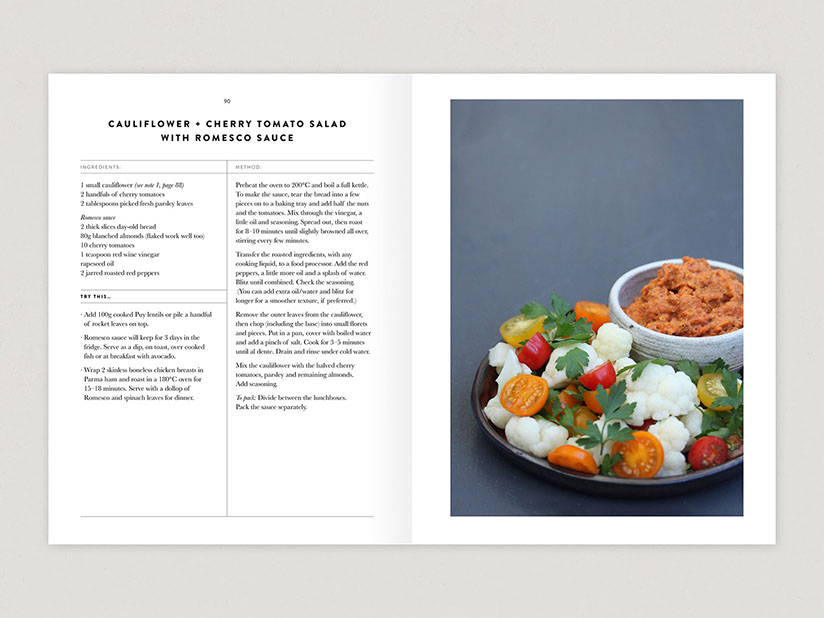 90
CAULIFLOWER + CHERRY TOMATO SALAD
WITH ROMESCO SAUCE
INGREDIENTS:
1 small cauliflower (see note 1, page 88)
2 handfuls of cherry tomatoes
2 tablespoons picked fresh parsley leaves
Romesco sauce
2 thick slices day-old bread
80g blanched almonds (flaked work well too)
10 cherry tomatoes
1 teaspoon red wine vinegar
rapeseed oil
2 jarred roasted red peppers
TRY THIS...
· Add 100g cooked Puy lentils or pile a handful
of rocket leaves on top.
· Romesco sauce will keep for 3 days in the
fridge. Serve as a dip, on toast, over cooked
fish or at breakfast with avocado.
· Wrap 2 skinless boneless chicken breasts in
Parma ham and roast in a 180°C oven for
15–18 minutes. Serve with a dollop of
Romesco and spinach leaves for dinner.
METHOD:
Preheat the oven to 200°C and boil a full kettle.
To make the sauce, tear the bread into a few
pieces on to a baking tray and add half the nuts
and the tomatoes. Mix through the vinegar, a
little oil and seasoning. Spread out, then roast
for 8–10 minutes until slightly browned all over,
stirring every few minutes.
Transfer the roasted ingredients, with any
cooking liquid, to a food processor. Add the red
peppers, a little more oil and a splash of water.
Blitz until combined. Check the seasoning.
(You can add extra oil/water and blitz for
longer for a smoother texture, if preferred.)
Remove the outer leaves from the cauliflower,
then chop (including the base) into small florets
and pieces. Put in a pan, cover with boiled water
and add a pinch of salt. Cook for 3–5 minutes
until al dente. Drain and rinse under cold water.
Mix the cauliflower with the halved cherry
tomatoes, parsley and remaining almonds.
Add seasoning.
To pack: Divide between the lunchboxes.
Pack the sauce separately.